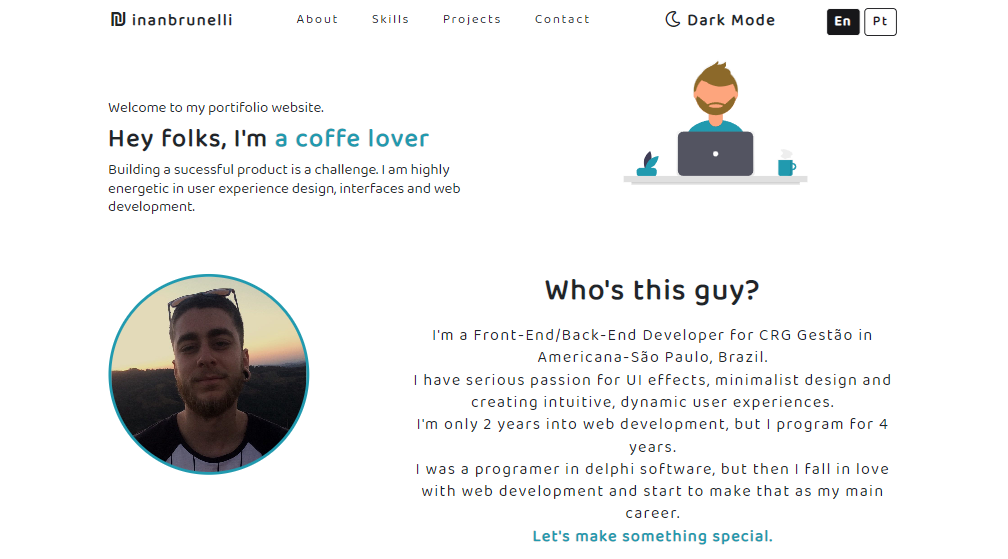 inanbrunelli
About Skills Projects Contact
Dark Mode
En Pt
Welcome to my portifolio website.
Hey folks, I'm a coffe lover
Building a sucessful product is a challenge. I am highly
energetic in user experience design, interfaces and web
development.
Who's this guy?
I'm a Front-End/Back-End Developer for CRG Gestão in
Americana-São Paulo, Brazil.
I have serious passion for UI effects, minimalist design and
creating intuitive, dynamic user experiences.
I'm only 2 years into web development, but I program for 4
years.
I was a programer in delphi software, but then I fall in love
with web development and start to make that as my main
career.
Let's make something special.